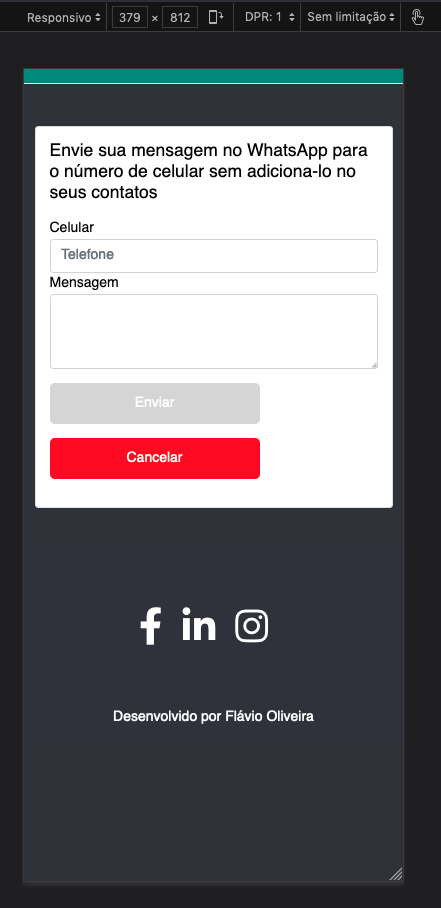 Responsivo 379 × 812 DPR: 1 Sem limitação
Envie sua mensagem no WhatsApp para
o número de celular sem adiciona-lo no
seus contatos
Celular
Telefone
Mensagem
Enviar
Cancelar
Desenvolvido por Flávio Oliveira